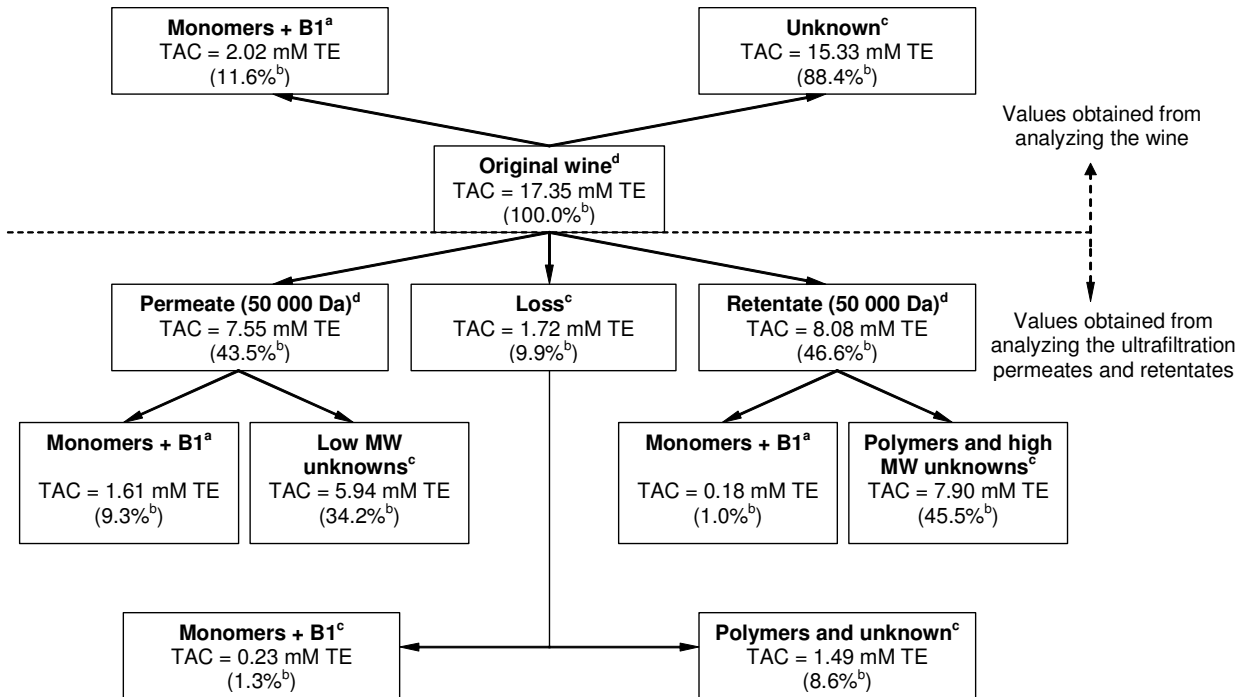 Monomers + B1ᵃ
TAC = 2.02 mM TE
(11.6%ᵇ)
Unknownᶜ
TAC = 15.33 mM TE
(88.4%ᵇ)
Values obtained from
analyzing the wine
Original wineᵈ
TAC = 17.35 mM TE
(100.0%ᵇ)
Permeate (50 000 Da)ᵈ
TAC = 7.55 mM TE
(43.5%ᵇ)
Lossᶜ
TAC = 1.72 mM TE
(9.9%ᵇ)
Retentate (50 000 Da)ᵈ
TAC = 8.08 mM TE
(46.6%ᵇ)
Values obtained from
analyzing the ultrafiltration
permeates and retentates
Monomers + B1ᵃ
TAC = 1.61 mM TE
(9.3%ᵇ)
Low MW
unknownsᶜ
TAC = 5.94 mM TE
(34.2%ᵇ)
Monomers + B1ᵃ
TAC = 0.18 mM TE
(1.0%ᵇ)
Polymers and high
MW unknownsᶜ
TAC = 7.90 mM TE
(45.5%ᵇ)
Monomers + B1ᶜ
TAC = 0.23 mM TE
(1.3%ᵇ)
Polymers and unknownᶜ
TAC = 1.49 mM TE
(8.6%ᵇ)